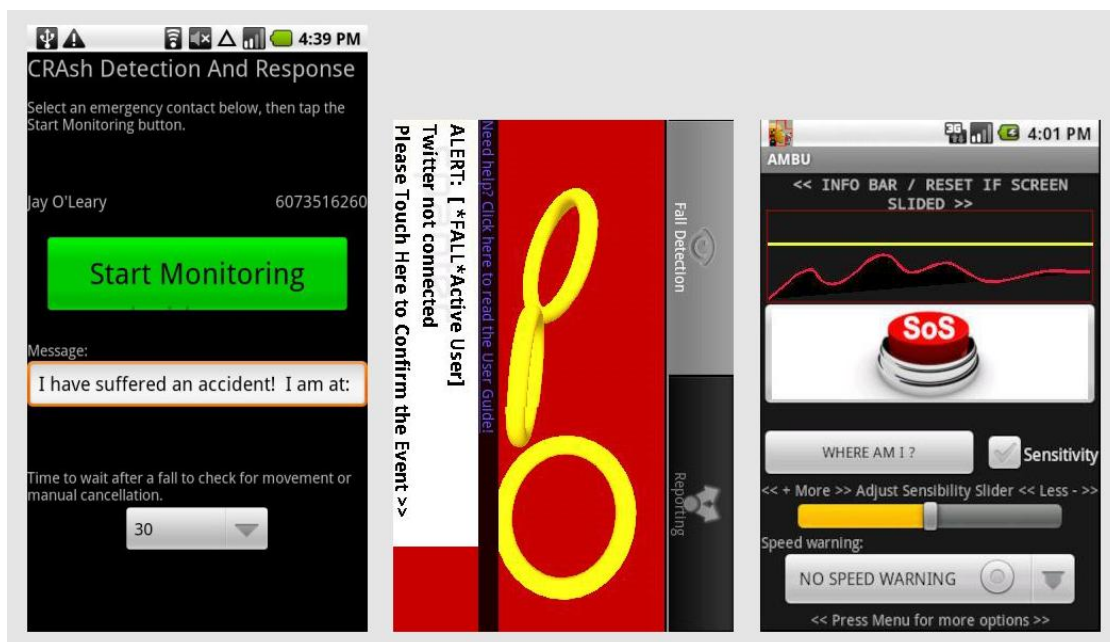 4:39 PM
CRAsh Detection And Response
Select an emergency contact below, then tap the
Start Monitoring button.
Jay O'Leary 6073516260
Start Monitoring
Message:
I have suffered an accident! I am at:
Time to wait after a fall to check for movement or
manual cancellation.
30
Fall Detection
Reporting
Need help? Click here to read the User Guide!
ALERT: [ *FALL*Active User]
Twitter not connected
Please Touch Here to Confirm the Event >>
3G 4:01 PM
AMBU
<< INFO BAR / RESET IF SCREEN
SLIDED >>
SoS
WHERE AM I ?
Sensitivity
<< + More >> Adjust Sensibility Slider << Less - >>
Speed warning:
NO SPEED WARNING
<< Press Menu for more options >>